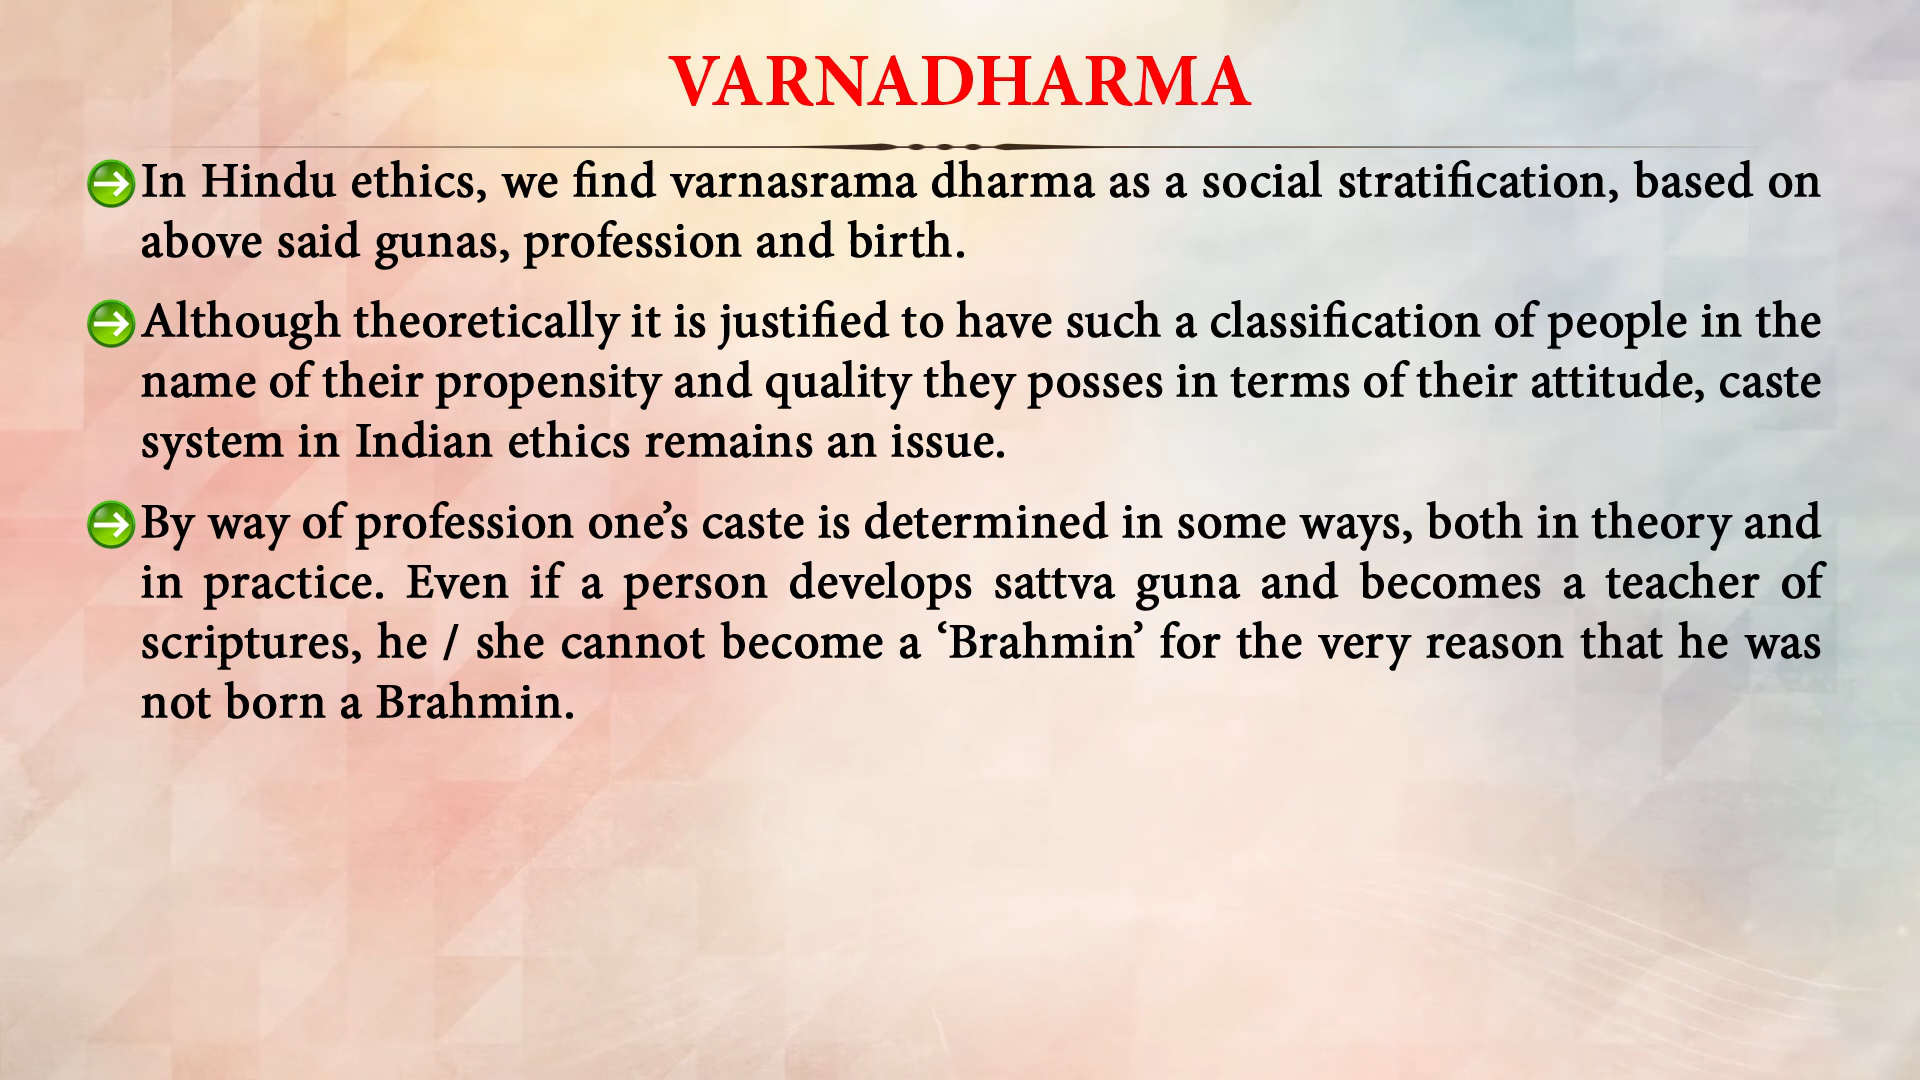 VARNADHARMA
In Hindu ethics, we find varnasrama dharma as a social stratification, based on
above said gunas, profession and birth.
Although theoretically it is justified to have such a classification of people in the
name of their propensity and quality they posses in terms of their attitude, caste
system in Indian ethics remains an issue.
By way of profession one’s caste is determined in some ways, both in theory and
in practice. Even if a person develops sattva guna and becomes a teacher of
scriptures, he / she cannot become a ‘Brahmin’ for the very reason that he was
not born a Brahmin.